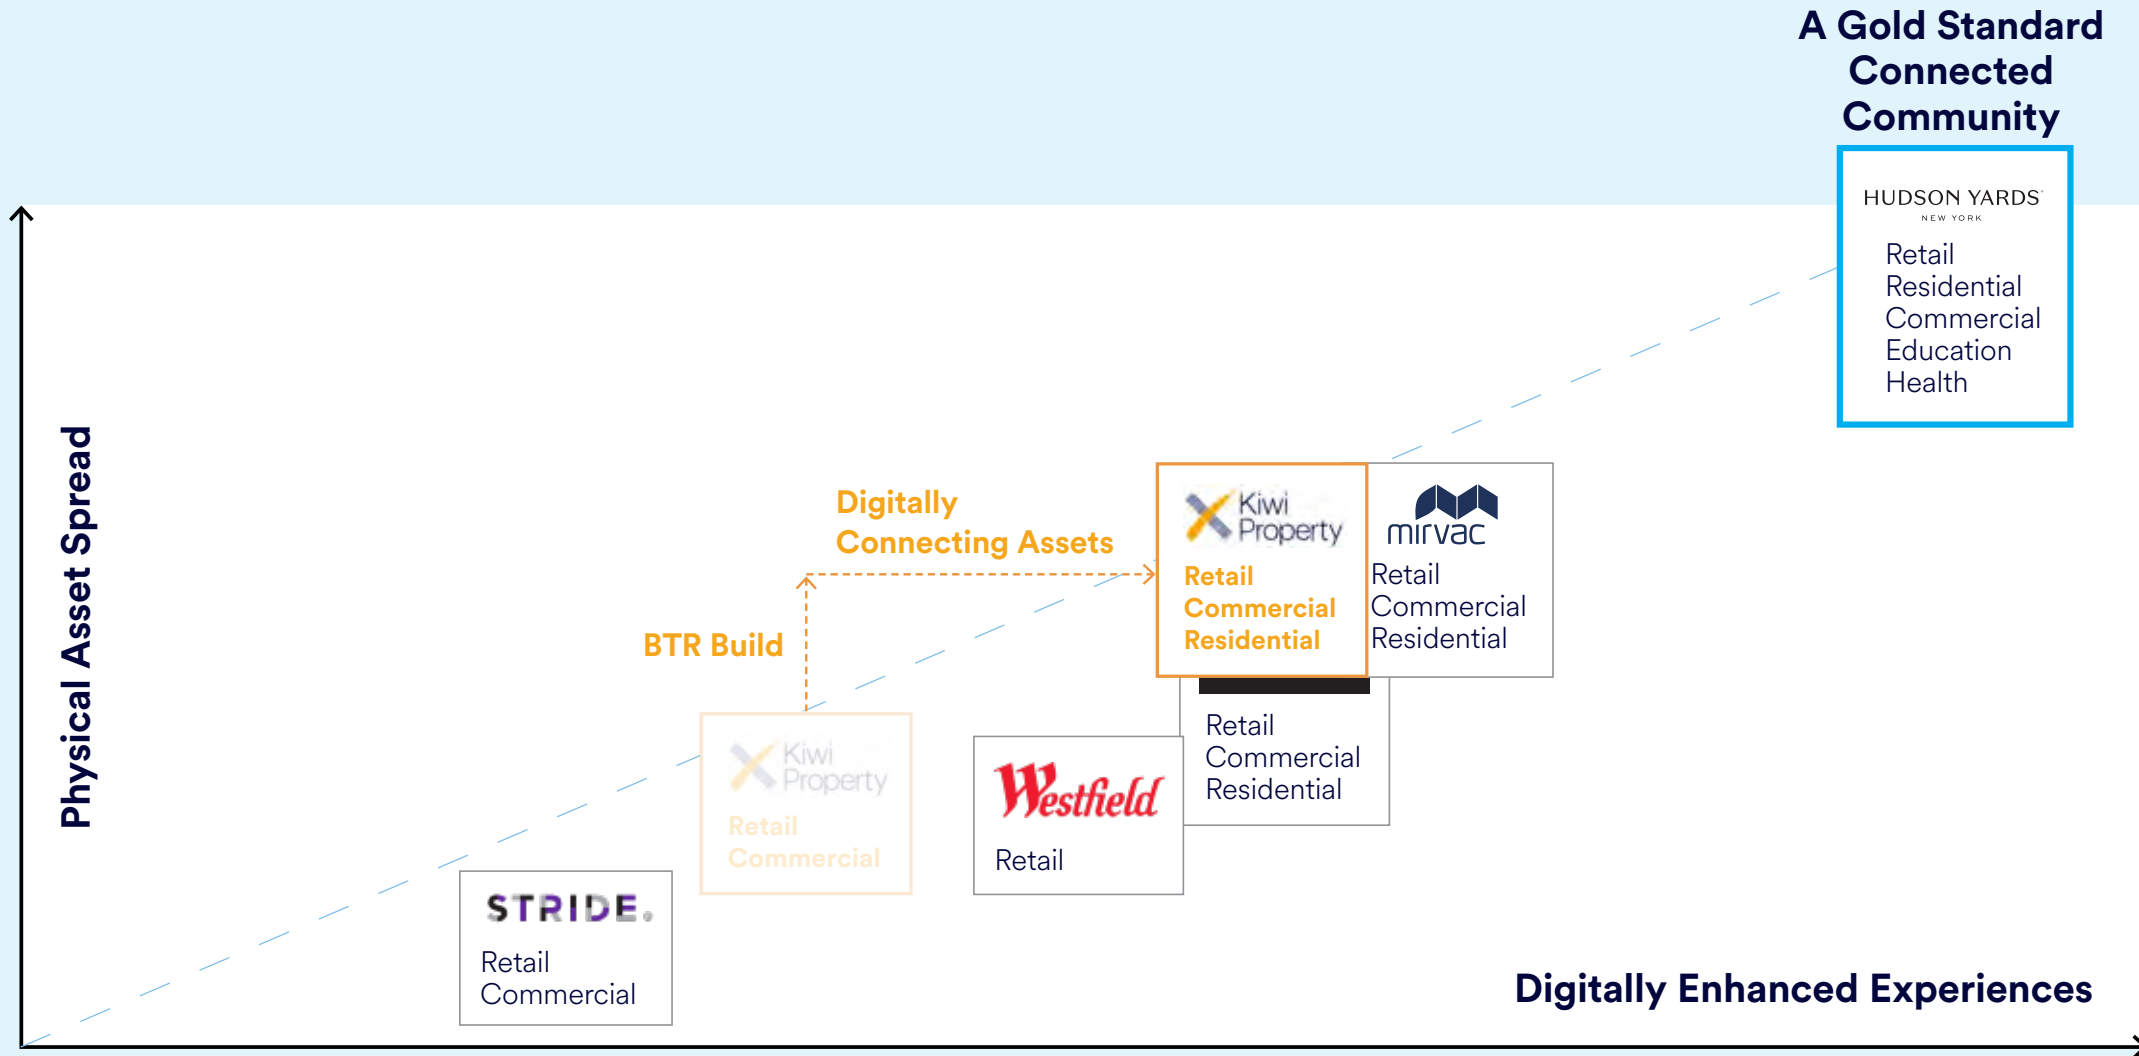 A Gold Standard
Connected
Community
HUDSON YARDS
NEW YORK
Retail
Residential
Commercial
Education
Health
Physical Asset Spread
Digitally
Connecting Assets
BTR Build
Kiwi
Property
Retail
Commercial
Residential
mirvac
Retail
Commercial
Residential
Retail
Commercial
Residential
Kiwi
Property
Retail
Commercial
Westfield
Retail
STRIDE.
Retail
Commercial
Digitally Enhanced Experiences